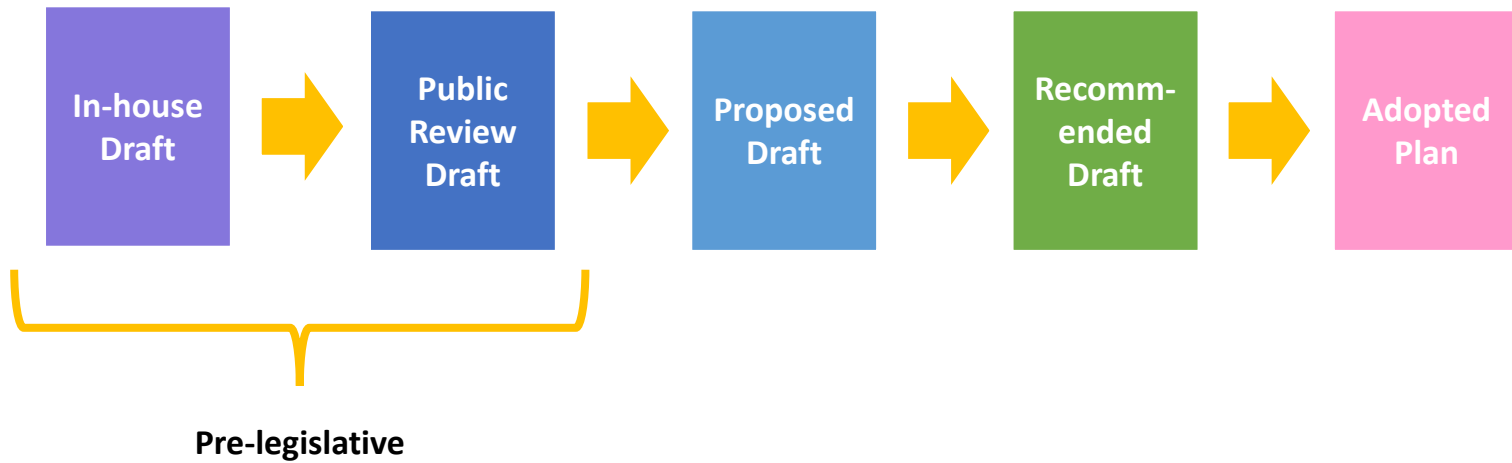 In-house
Draft
Public
Review
Draft
Proposed
Draft
Recomm-
ended
Draft
Adopted
Plan
Pre-legislative